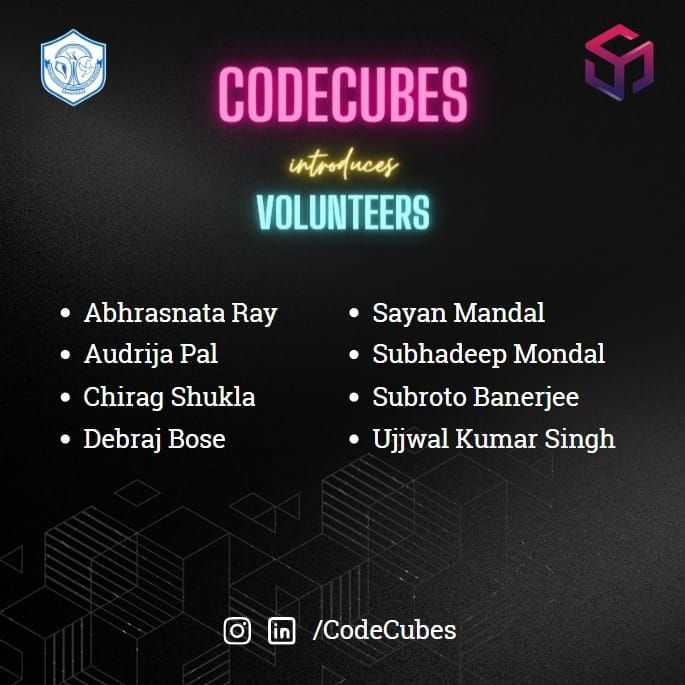 CODECUBES
introduces
VOLUNTEERS
• Abhrasnata Ray
• Audrija Pal
• Chirag Shukla
• Debraj Bose
• Sayan Mandal
• Subhadeep Mondal
• Subroto Banerjee
• Ujjwal Kumar Singh
/CodeCubes